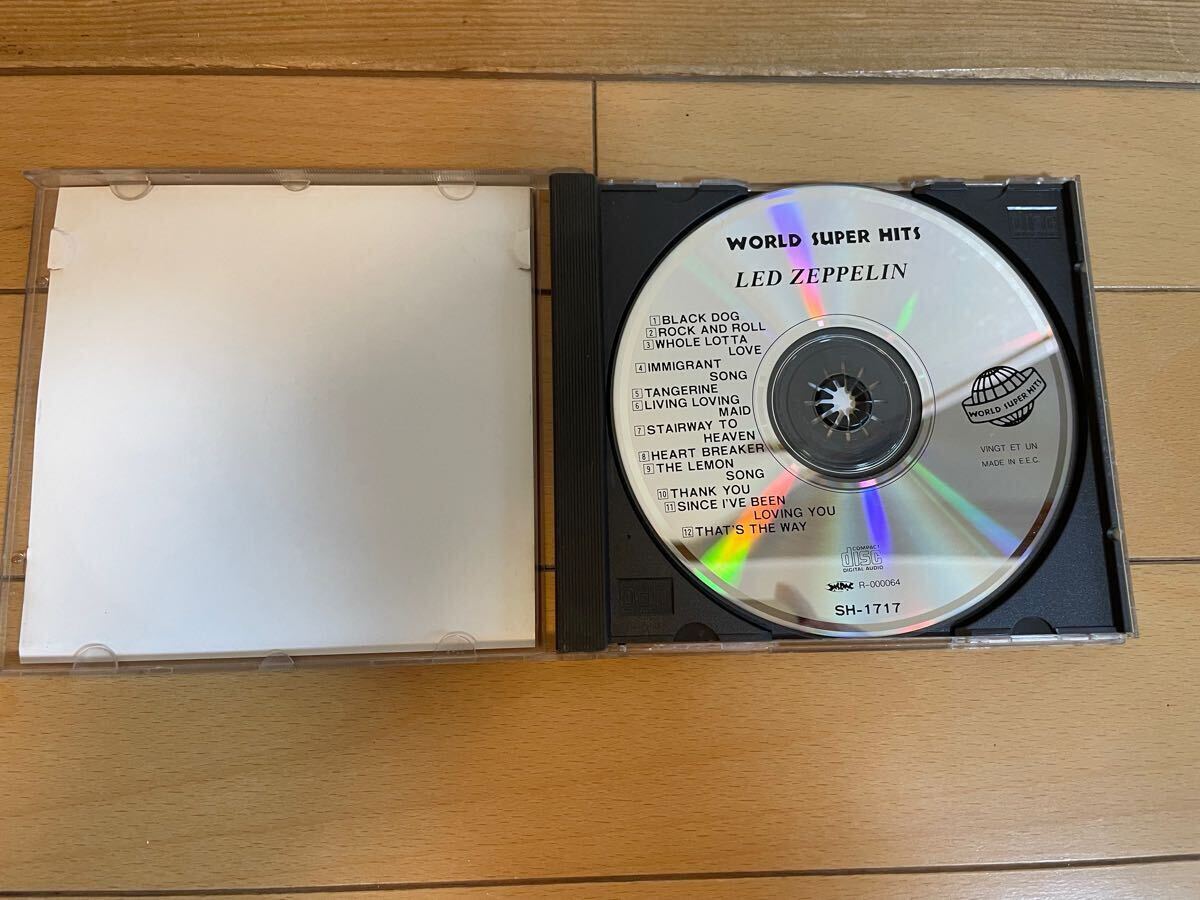 WORLD SUPER HITS
LED ZEPPELIN
1 BLACK DOG
2 ROCK AND ROLL
3 WHOLE LOTTA
LOVE
4 IMMIGRANT
SONG
5 TANGERINE
6 LIVING LOVING
MAID
7 STAIRWAY TO
HEAVEN
8 HEART BREAKER
9 THE LEMON
SONG
10 THANK YOU
11 SINCE I'VE BEEN
LOVING YOU
12 THAT'S THE WAY
WORLD SUPER HITS
VINGT ET UN
MADE IN E.E.C.
COMPACT
disc
DIGITAL AUDIO
R-000064
SH-1717